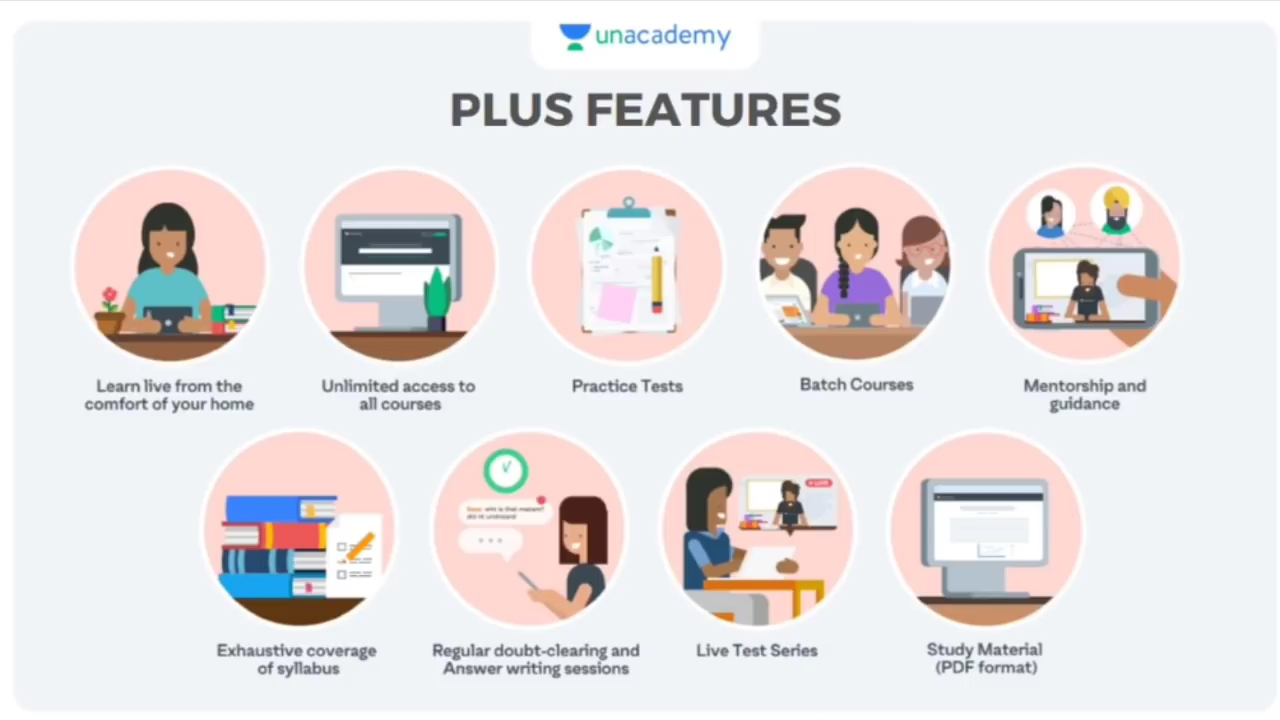 unacademy
PLUS FEATURES
Learn live from the
comfort of your home
Unlimited access to
all courses
Practice Tests
Batch Courses
Mentorship and
guidance
Exhaustive coverage
of syllabus
Regular doubt-clearing and
Answer writing sessions
Live Test Series
LIVE
Study Material
(PDF format)